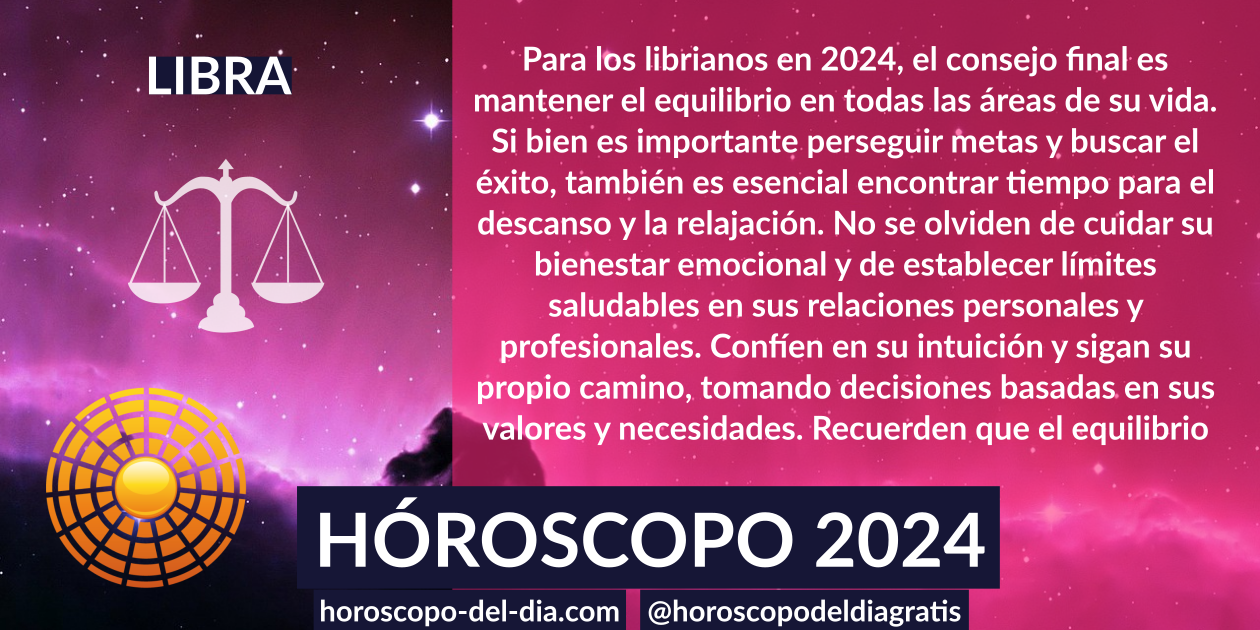 LIBRA
Para los librianos en 2024, el consejo final es
mantener el equilibrio en todas las áreas de su vida.
Si bien es importante perseguir metas y buscar el
éxito, también es esencial encontrar tiempo para el
descanso y la relajación. No se olviden de cuidar su
bienestar emocional y de establecer límites
saludables en sus relaciones personales y
profesionales. Confíen en su intuición y sigan su
propio camino, tomando decisiones basadas en sus
valores y necesidades. Recuerden que el equilibrio
HÓROSCOPO 2024
horoscopo-del-dia.com
@horoscopodeldiagratis